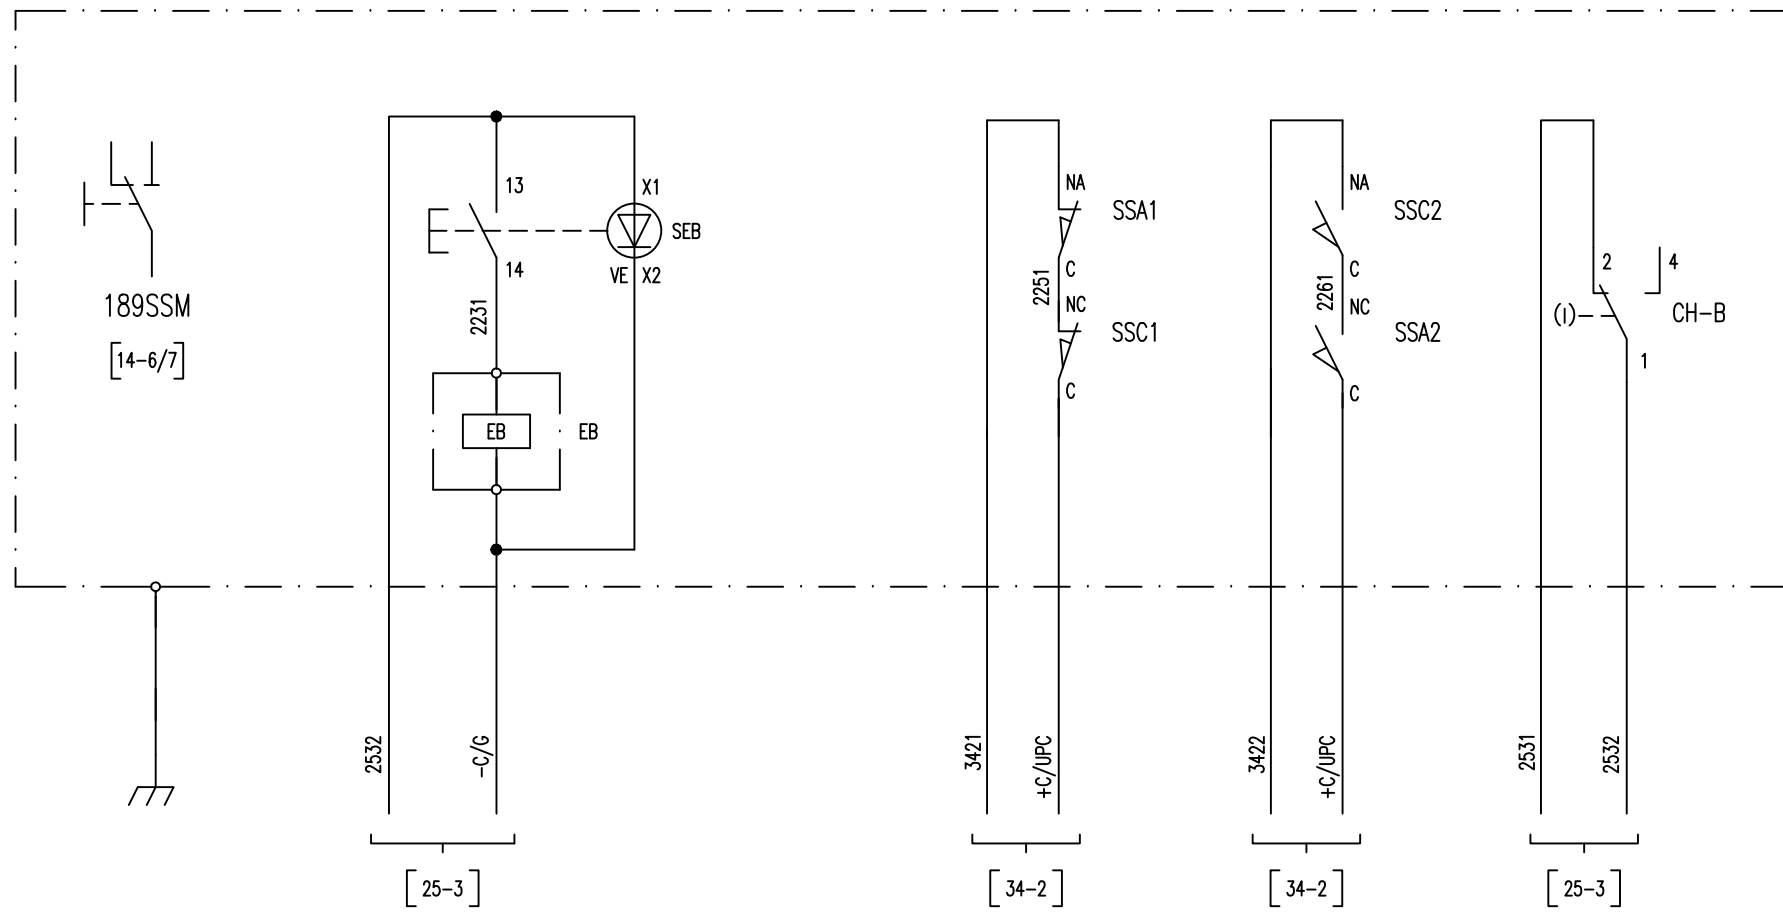 189SSM
[14-6/7]
13
14
X1
SEB
VE X2
2231
EB
EB
2532
-C/G
[25-3]
NA
SSA1
C
2251
NC
SSC1
C
3421
+C/UPC
[34-2]
NA
SSC2
C
2261
NC
SSA2
C
3422
+C/UPC
[34-2]
2
4
(I)
CH-B
1
2531
2532
[25-3]